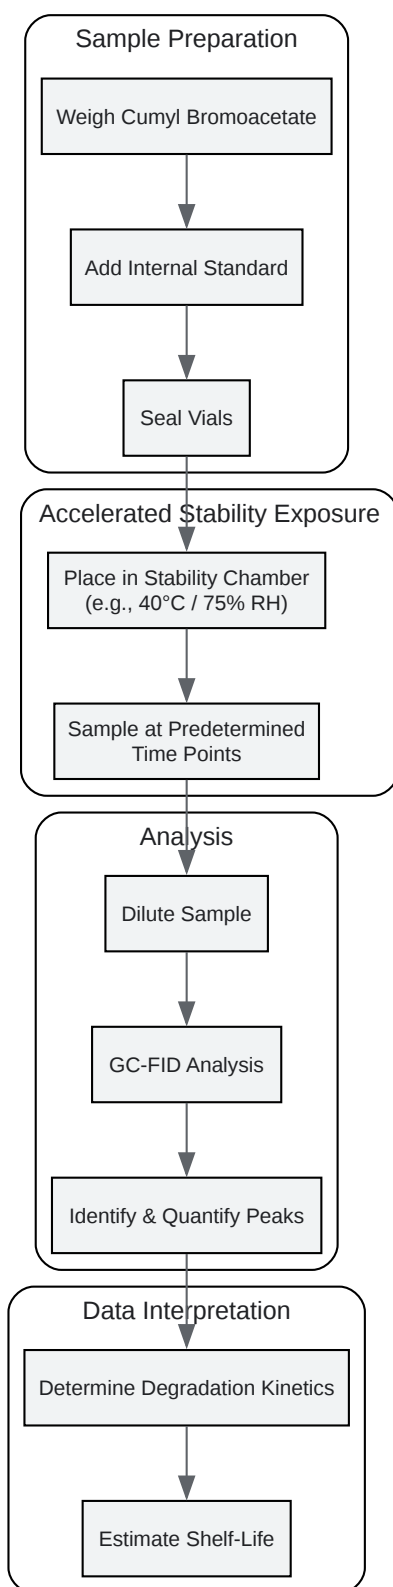 Sample Preparation
Weigh Cumyl Bromoacetate
Add Internal Standard
Seal Vials
Accelerated Stability Exposure
Place in Stability Chamber
(e.g., 40°C / 75% RH)
Sample at Predetermined
Time Points
Analysis
Dilute Sample
GC-FID Analysis
Identify & Quantify Peaks
Data Interpretation
Determine Degradation Kinetics
Estimate Shelf-Life